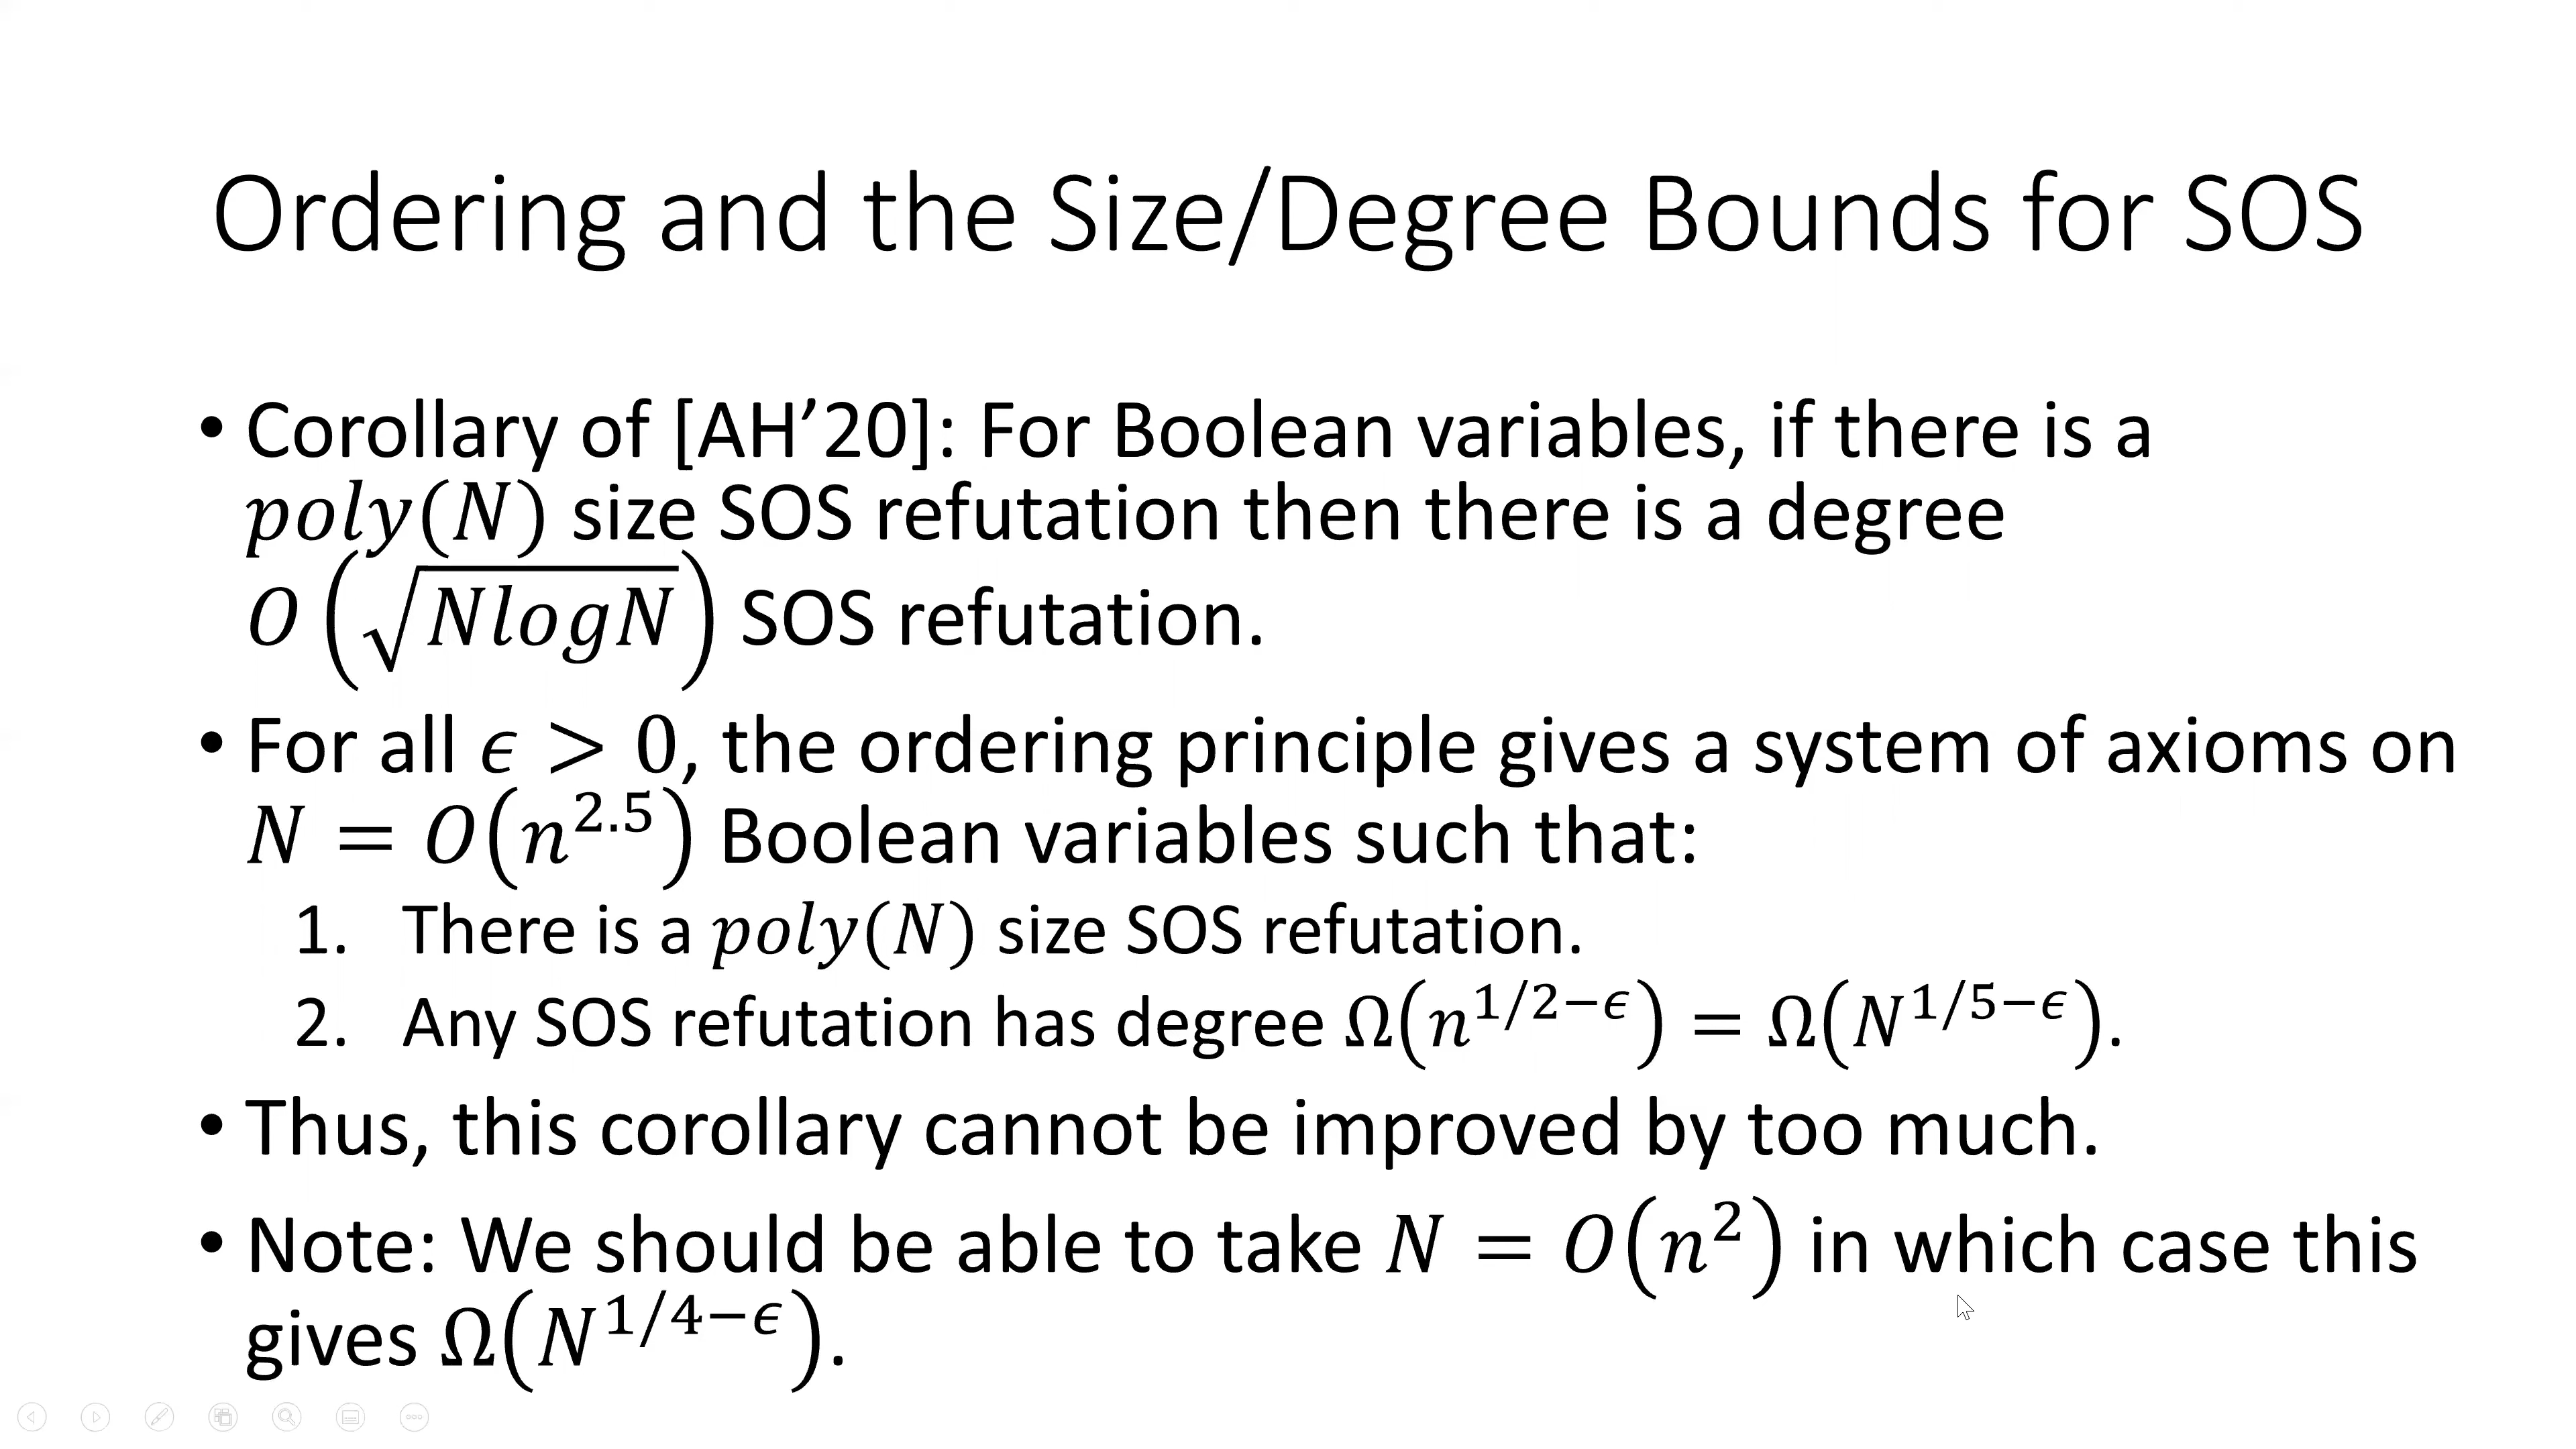 Ordering and the Size/Degree Bounds for SOS
• Corollary of [AH’20]: For Boolean variables, if there is a
𝑝𝑜𝑙𝑦(𝑁) size SOS refutation then there is a degree
𝑂(√(𝑁𝑙𝑜𝑔𝑁)) SOS refutation.
• For all 𝜖 > 0, the ordering principle gives a system of axioms on
𝑁 = 𝑂(𝑛^2.5) Boolean variables such that:
1. There is a 𝑝𝑜𝑙𝑦(𝑁) size SOS refutation.
2. Any SOS refutation has degree Ω(𝑛^{1/2−𝜖}) = Ω(𝑁^{1/5−𝜖}).
• Thus, this corollary cannot be improved by too much.
• Note: We should be able to take 𝑁 = 𝑂(𝑛^2) in which case this
gives Ω(𝑁^{1/4−𝜖}).